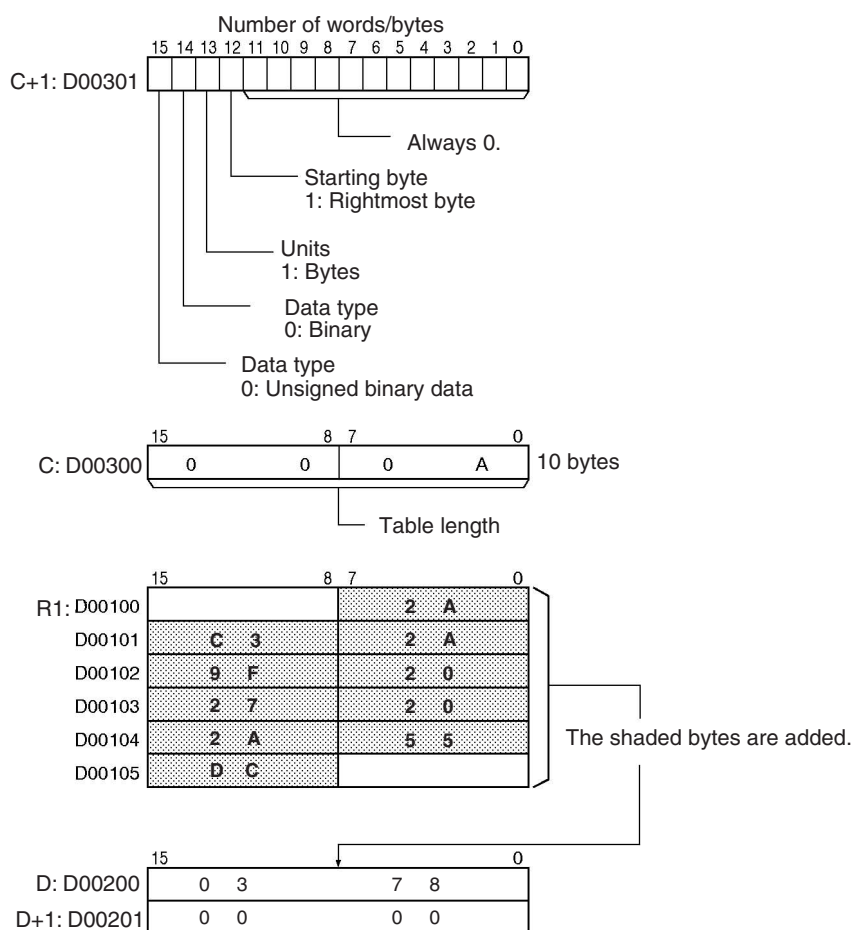 Number of words/bytes
15 14 13 12 11 10 9 8 7 6 5 4 3 2 1 0
C+1: D00301
Always 0.
Starting byte
1: Rightmost byte
Units
1: Bytes
Data type
0: Binary
Data type
0: Unsigned binary data
15 8 7 0
C: D00300 0 0 0 A 10 bytes
Table length
15 8 7 0
R1: D00100 2 A
D00101 C 3 2 A
D00102 9 F 2 0
D00103 2 7 2 0
D00104 2 A 5 5
The shaded bytes are added.
D00105 D C
15 0
D: D00200 0 3 7 8
D+1: D00201 0 0 0 0